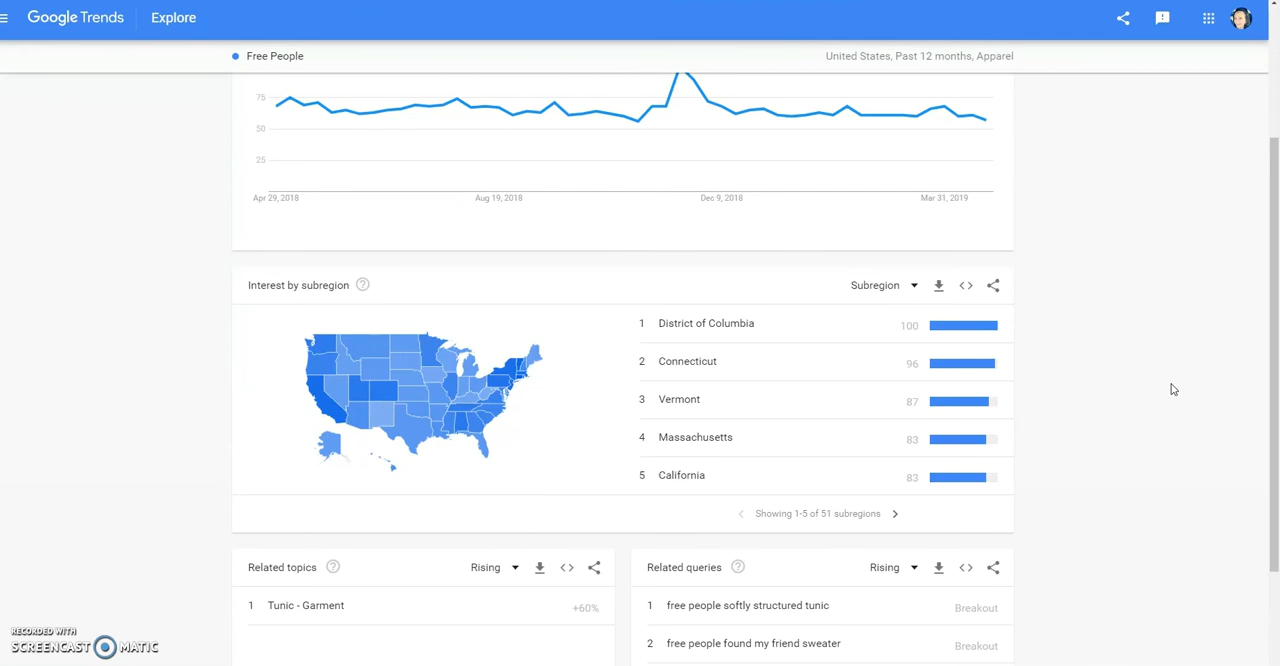 Google Trends Explore
Free People United States, Past 12 months, Apparel
75
50
25
Apr 29, 2018 Aug 19, 2018 Dec 9, 2018 Mar 31, 2019
Interest by subregion ? Subregion
1 District of Columbia 100
2 Connecticut 96
3 Vermont 87
4 Massachusetts 83
5 California 83
Showing 1-5 of 51 subregions
Related topics ? Rising
1 Tunic - Garment +60%
Related queries ? Rising
1 free people softly structured tunic Breakout
2 free people found my friend sweater Breakout
RECORDED WITH
SCREENCAST MATIC